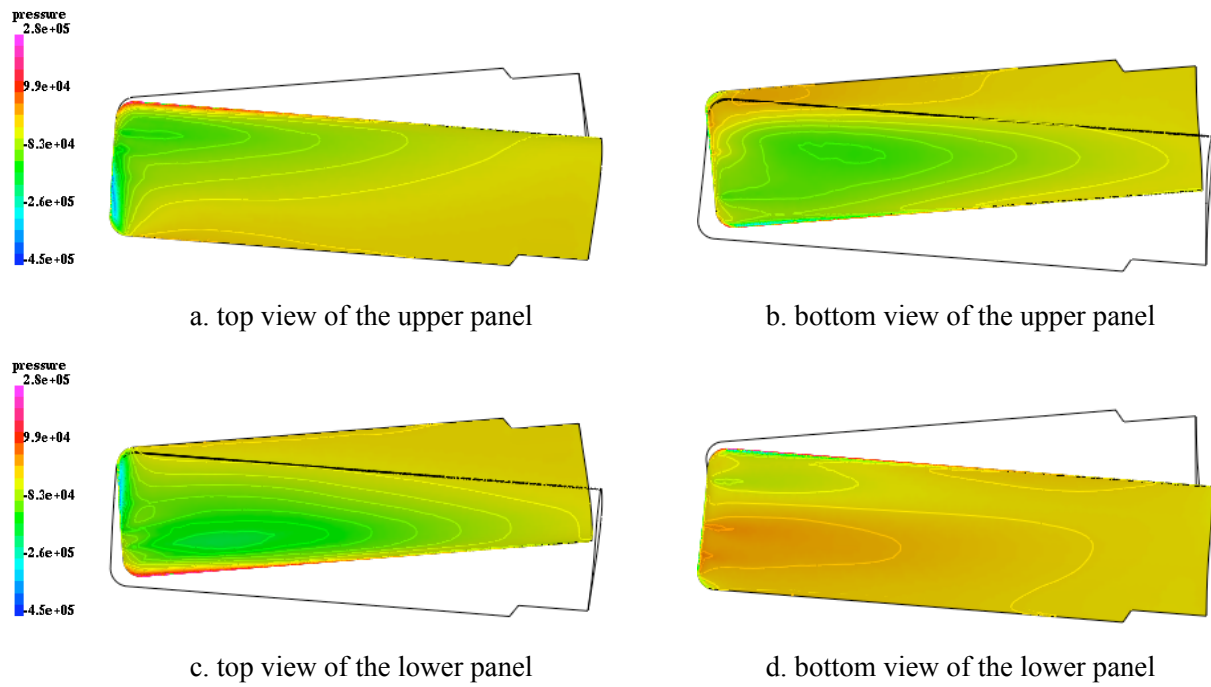 pressure
2.8e+05
9.9e+04
-8.3e+04
-2.6e+05
-4.5e+05
a. top view of the upper panel
b. bottom view of the upper panel
pressure
2.8e+05
9.9e+04
-8.3e+04
-2.6e+05
-4.5e+05
c. top view of the lower panel
d. bottom view of the lower panel